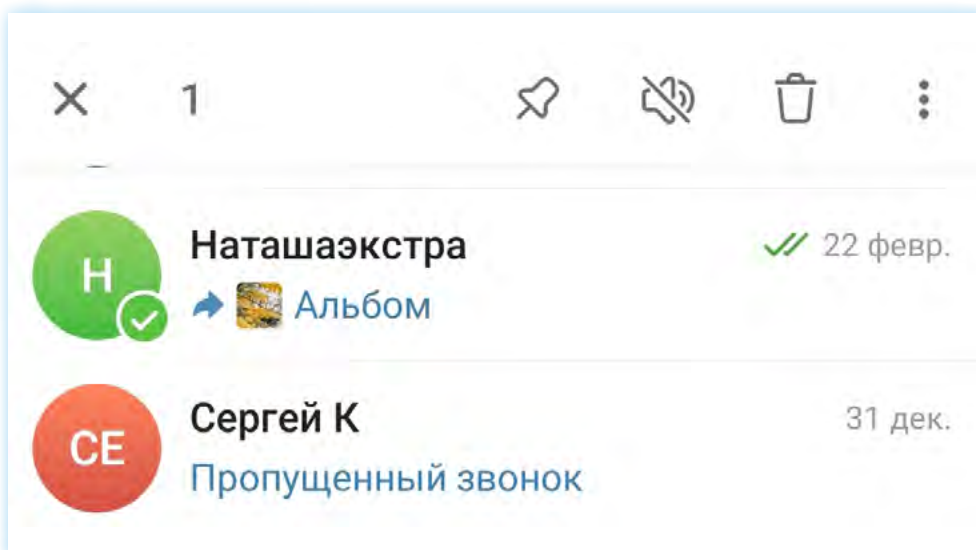 1
Н
Наташаэкстра
22 февр.
Альбом
СЕ
Сергей К
31 дек.
Пропущенный звонок